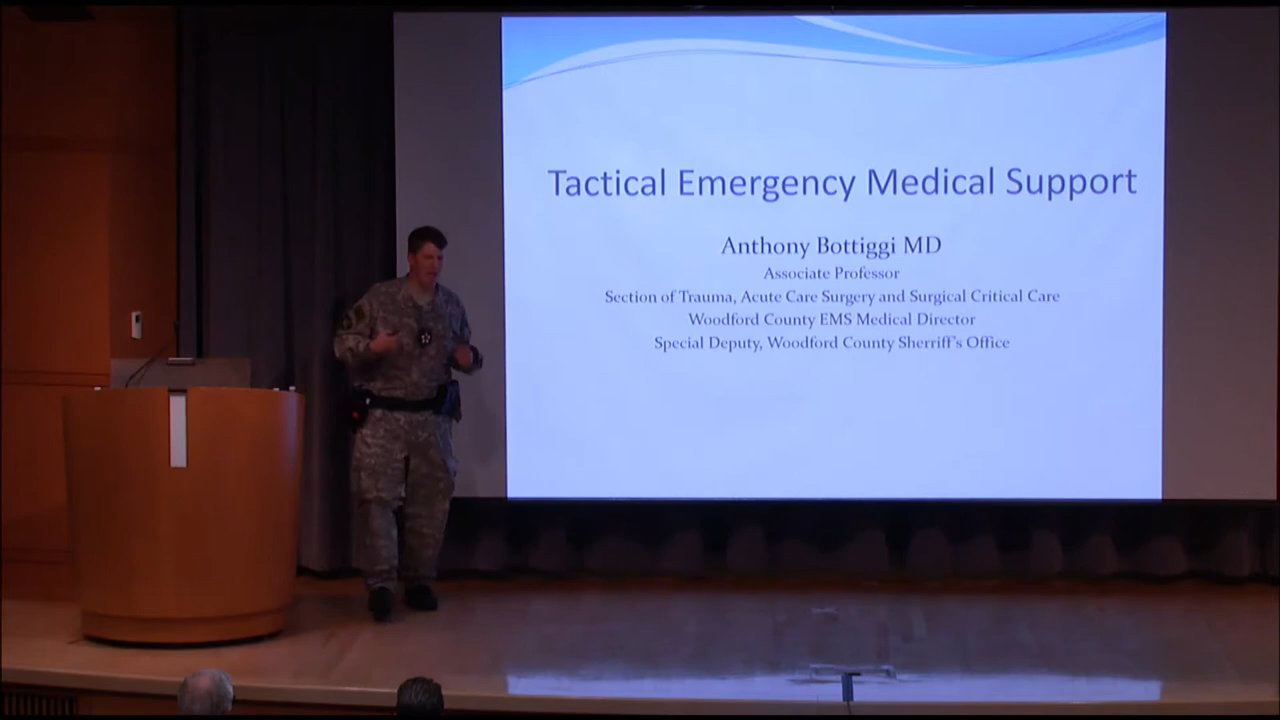 Tactical Emergency Medical Support
Anthony Bottiggi MD
Associate Professor
Section of Trauma, Acute Care Surgery and Surgical Critical Care
Woodford County EMS Medical Director
Special Deputy, Woodford County Sherriff's Office